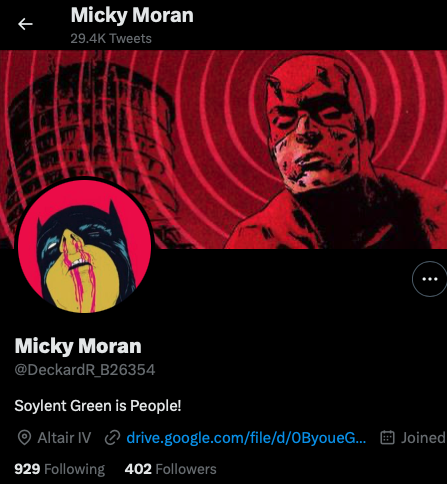 Micky Moran
29.4K Tweets
Micky Moran
@DeckardR_B26354
Soylent Green is People!
Altair IV drive.google.com/file/d/0ByoueG... Joined
929 Following 402 Followers